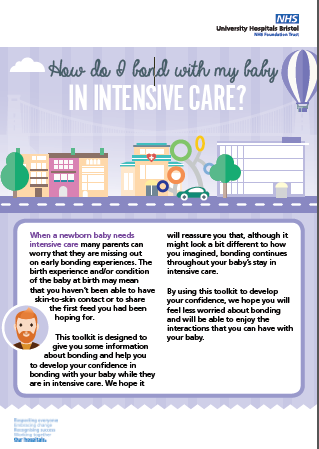 NHS
University Hospitals Bristol
NHS Foundation Trust
How do I bond with my baby
IN INTENSIVE CARE?
When a newborn baby needs
intensive care many parents can
worry that they are missing out
on early bonding experiences. The
birth experience and/or condition
of the baby at birth may mean
that you haven't been able to have
skin-to-skin contact or to share
the first feed you had been
hoping for.
This toolkit is designed to
give you some information
about bonding and help you
to develop your confidence in
bonding with your baby while they
are in intensive care. We hope it
will reassure you that, although it
might look a bit different to how
you imagined, bonding continues
throughout your baby's stay in
intensive care.
By using this toolkit to develop
your confidence, we hope you will
feel less worried about bonding
and will be able to enjoy the
interactions that you can have with
your baby.
Respecting everyone
Embracing change
Recognising success
Working together
Our hospitals.